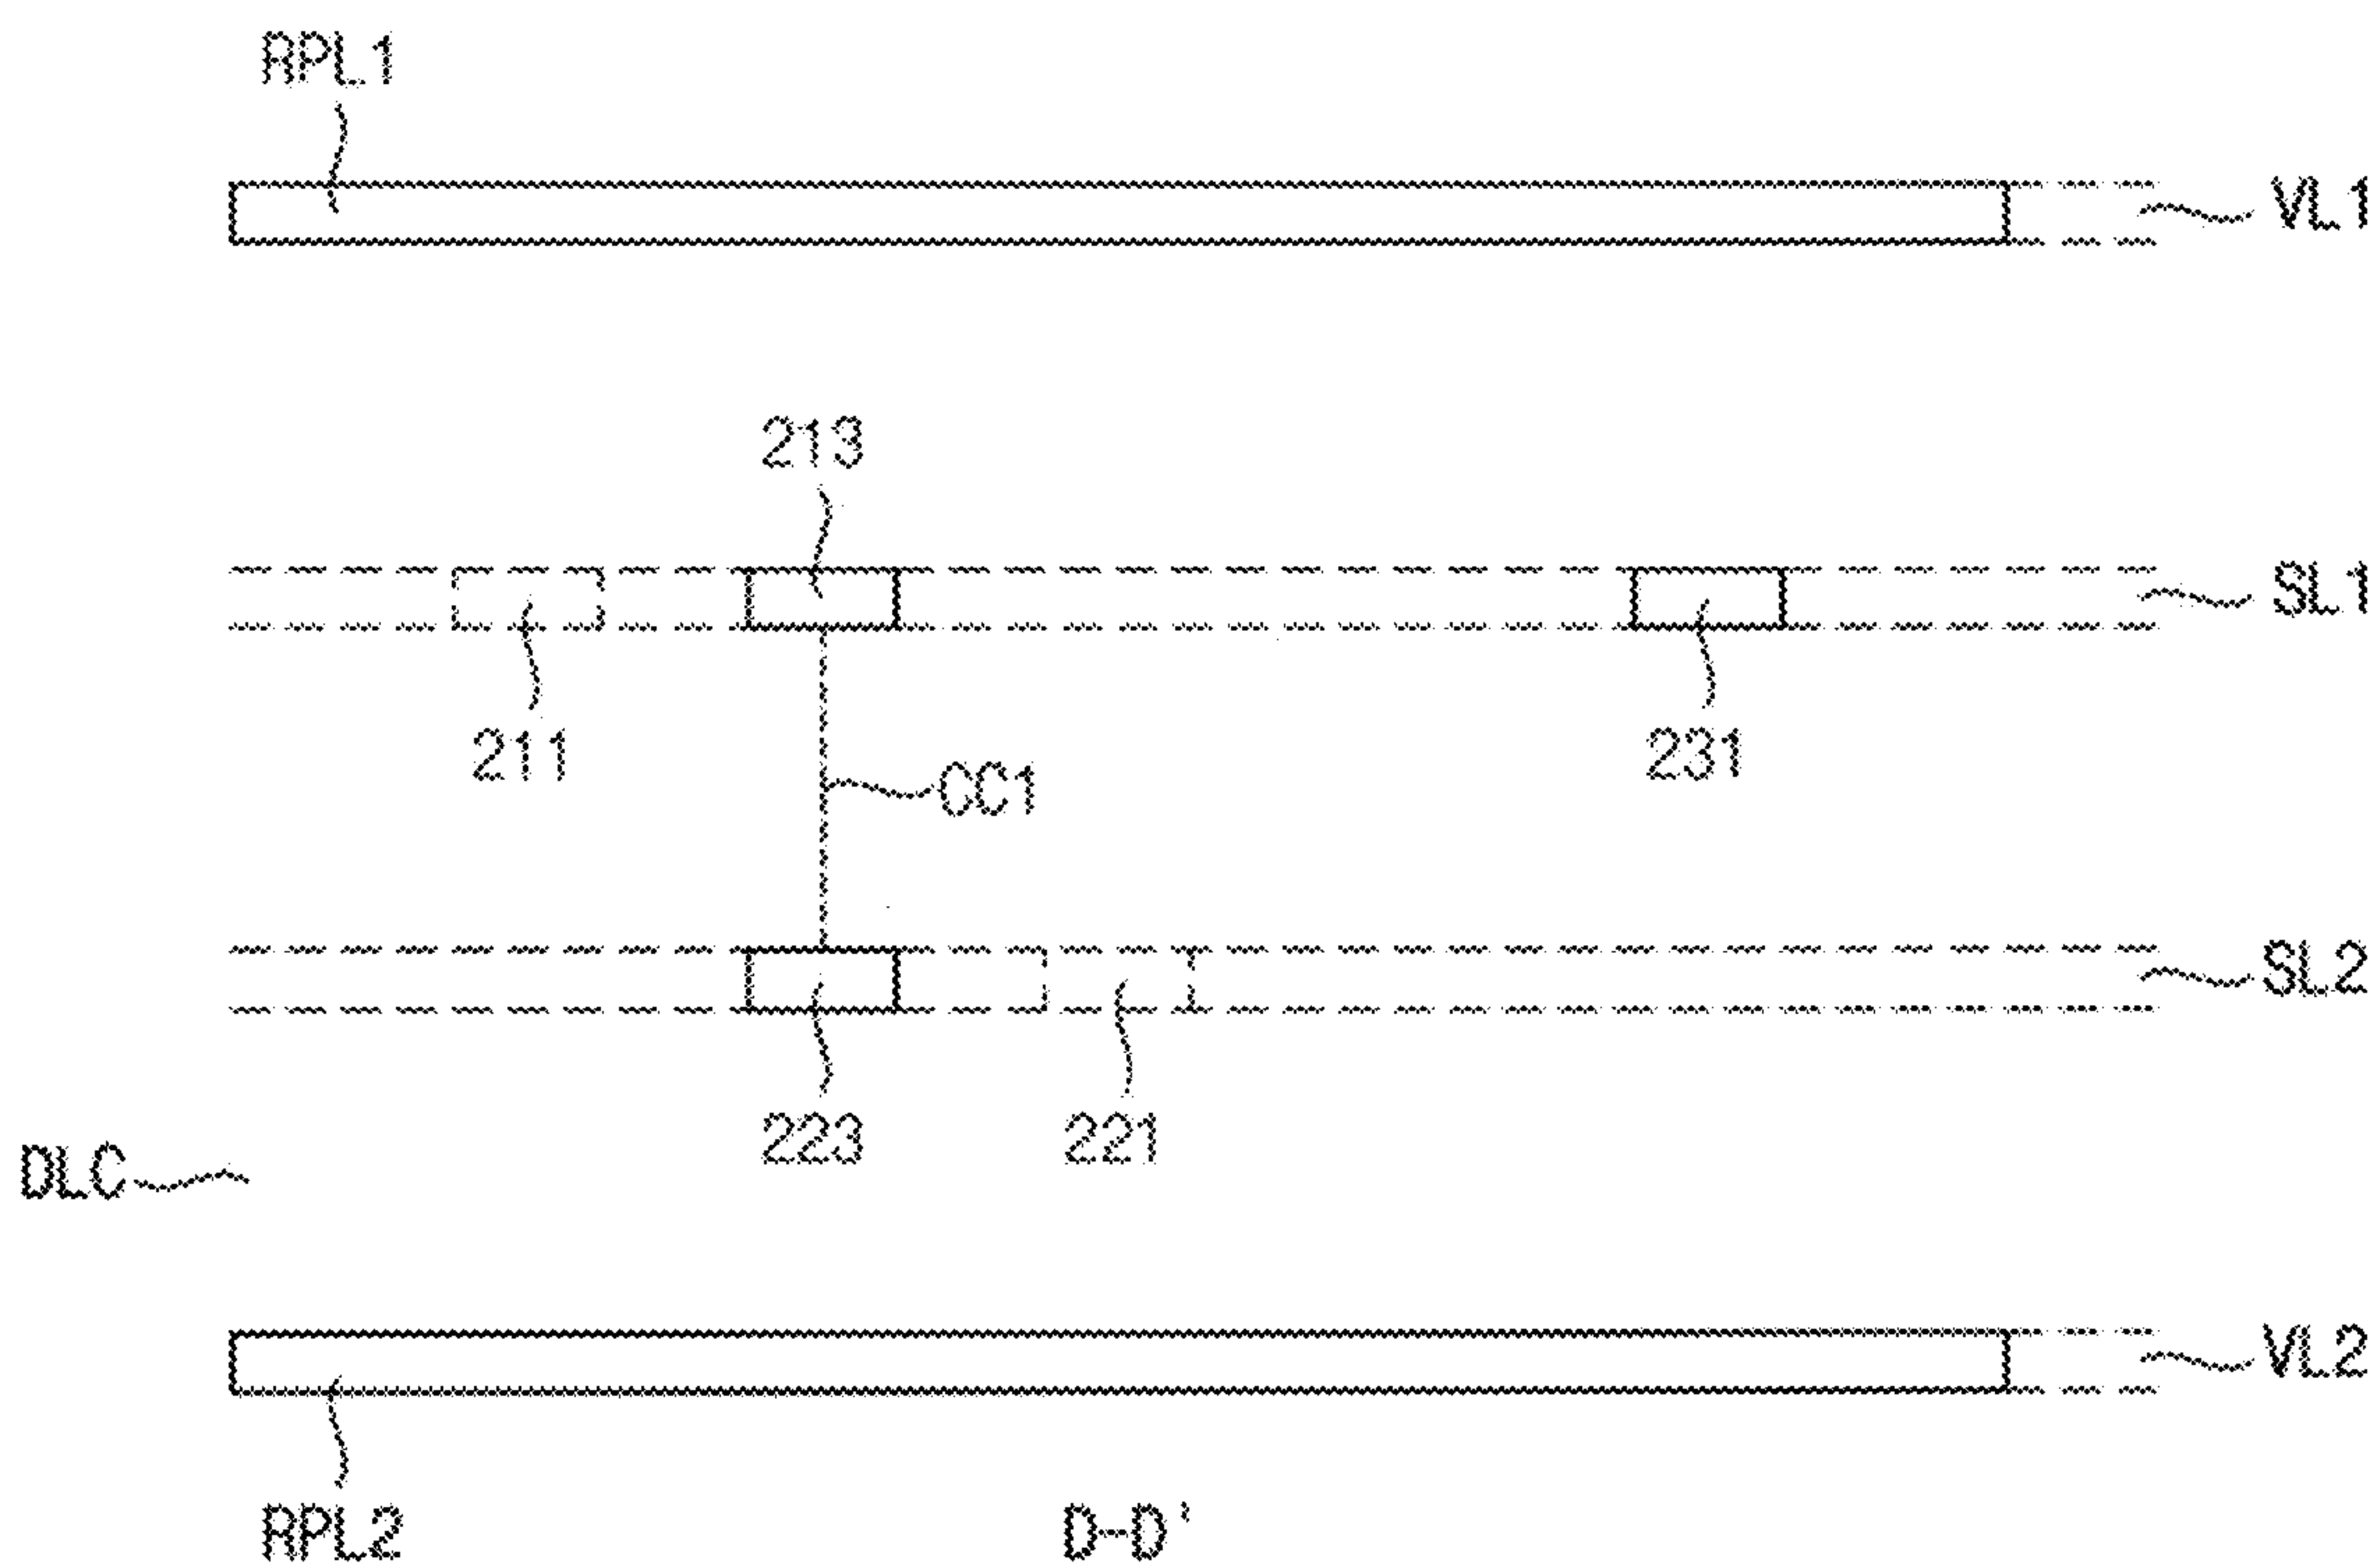 RPL1
VL1
213
SL1
211
CC1
231
SL2
223
221
DLC
VL2
RPL2
D-D'